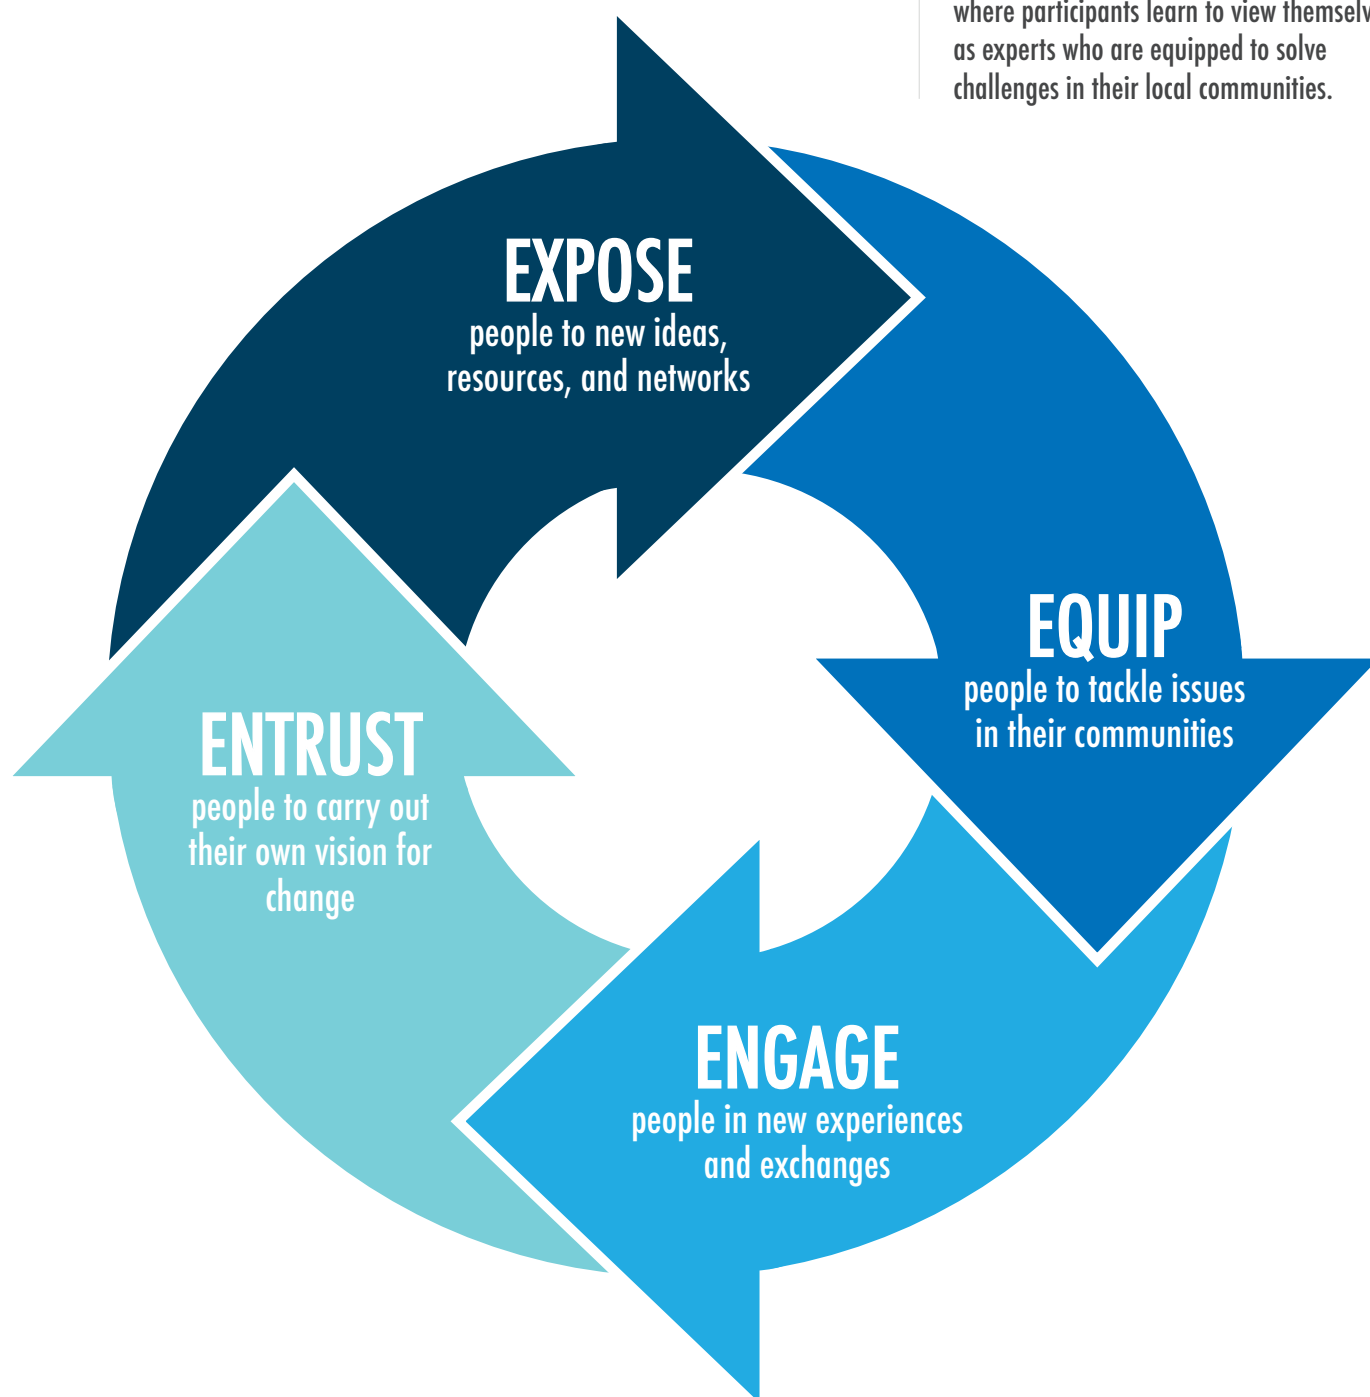 where participants learn to view
as experts who are equipped to solve
challenges in their local communities.
EXPOSE
people to new ideas,
resources, and networks
EQUIP
people to tackle issues
in their communities
ENGAGE
people in new experiences
and exchanges
ENTRUST
people to carry out
their own vision for
change